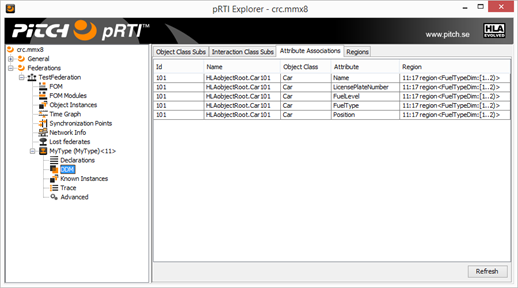 pRTI Explorer - crc.mmx8
PITCH pRTI™
www.pitch.se
HLA EVOLVED
crc.mmx8
General
Federations
TestFederation
FOM
FOM Modules
Object Instances
Time Graph
Synchronization Points
Network Info
Lost federates
MyType (MyType)<11>
Declarations
DDM
Known Instances
Trace
Advanced
Object Class Subs Interaction Class Subs Attribute Associations Regions
Id Name Object Class Attribute Region
101 HLAobjectRoot.Car101 Car Name 11:17 region<FuelTypeDim:[1..2)>
101 HLAobjectRoot.Car101 Car LicensePlateNumber 11:17 region<FuelTypeDim:[1..2)>
101 HLAobjectRoot.Car101 Car FuelLevel 11:17 region<FuelTypeDim:[1..2)>
101 HLAobjectRoot.Car101 Car FuelType 11:17 region<FuelTypeDim:[1..2)>
101 HLAobjectRoot.Car101 Car Position 11:17 region<FuelTypeDim:[1..2)>
Refresh